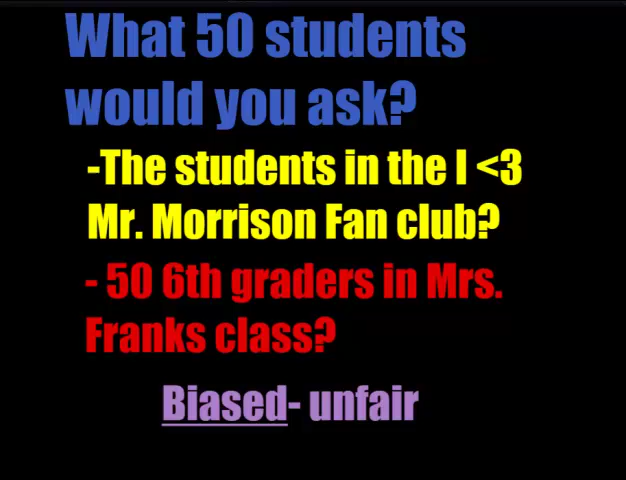 What 50 students
would you ask?
-The students in the I <3
Mr. Morrison Fan club?
- 50 6th graders in Mrs.
Franks class?
Biased- unfair